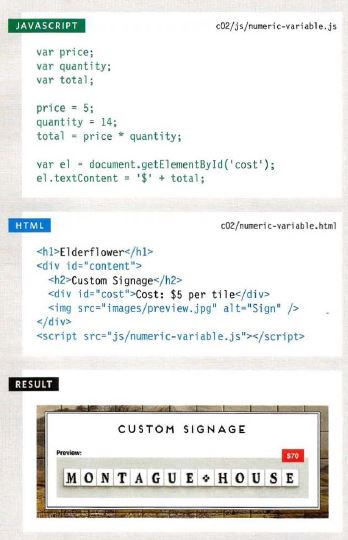 JAVASCRIPT
c02/js/numeric-variable.js
var price;
var quantity;
var total;
price = 5;
quantity = 14;
total = price * quantity;
var el = document.getElementById('cost');
el.textContent = '$' + total;
HTML
c02/numeric-variable.html
<h1>Elderflower</h1>
<div id="content">
<h2>Custom Signage</h2>
<div id="cost">Cost: $5 per tile</div>
<img src="images/preview.jpg" alt="Sign" />
</div>
<script src="js/numeric-variable.js"></script>
RESULT
CUSTOM SIGNAGE
Preview:
$70
MONTAGUE❖HOUSE